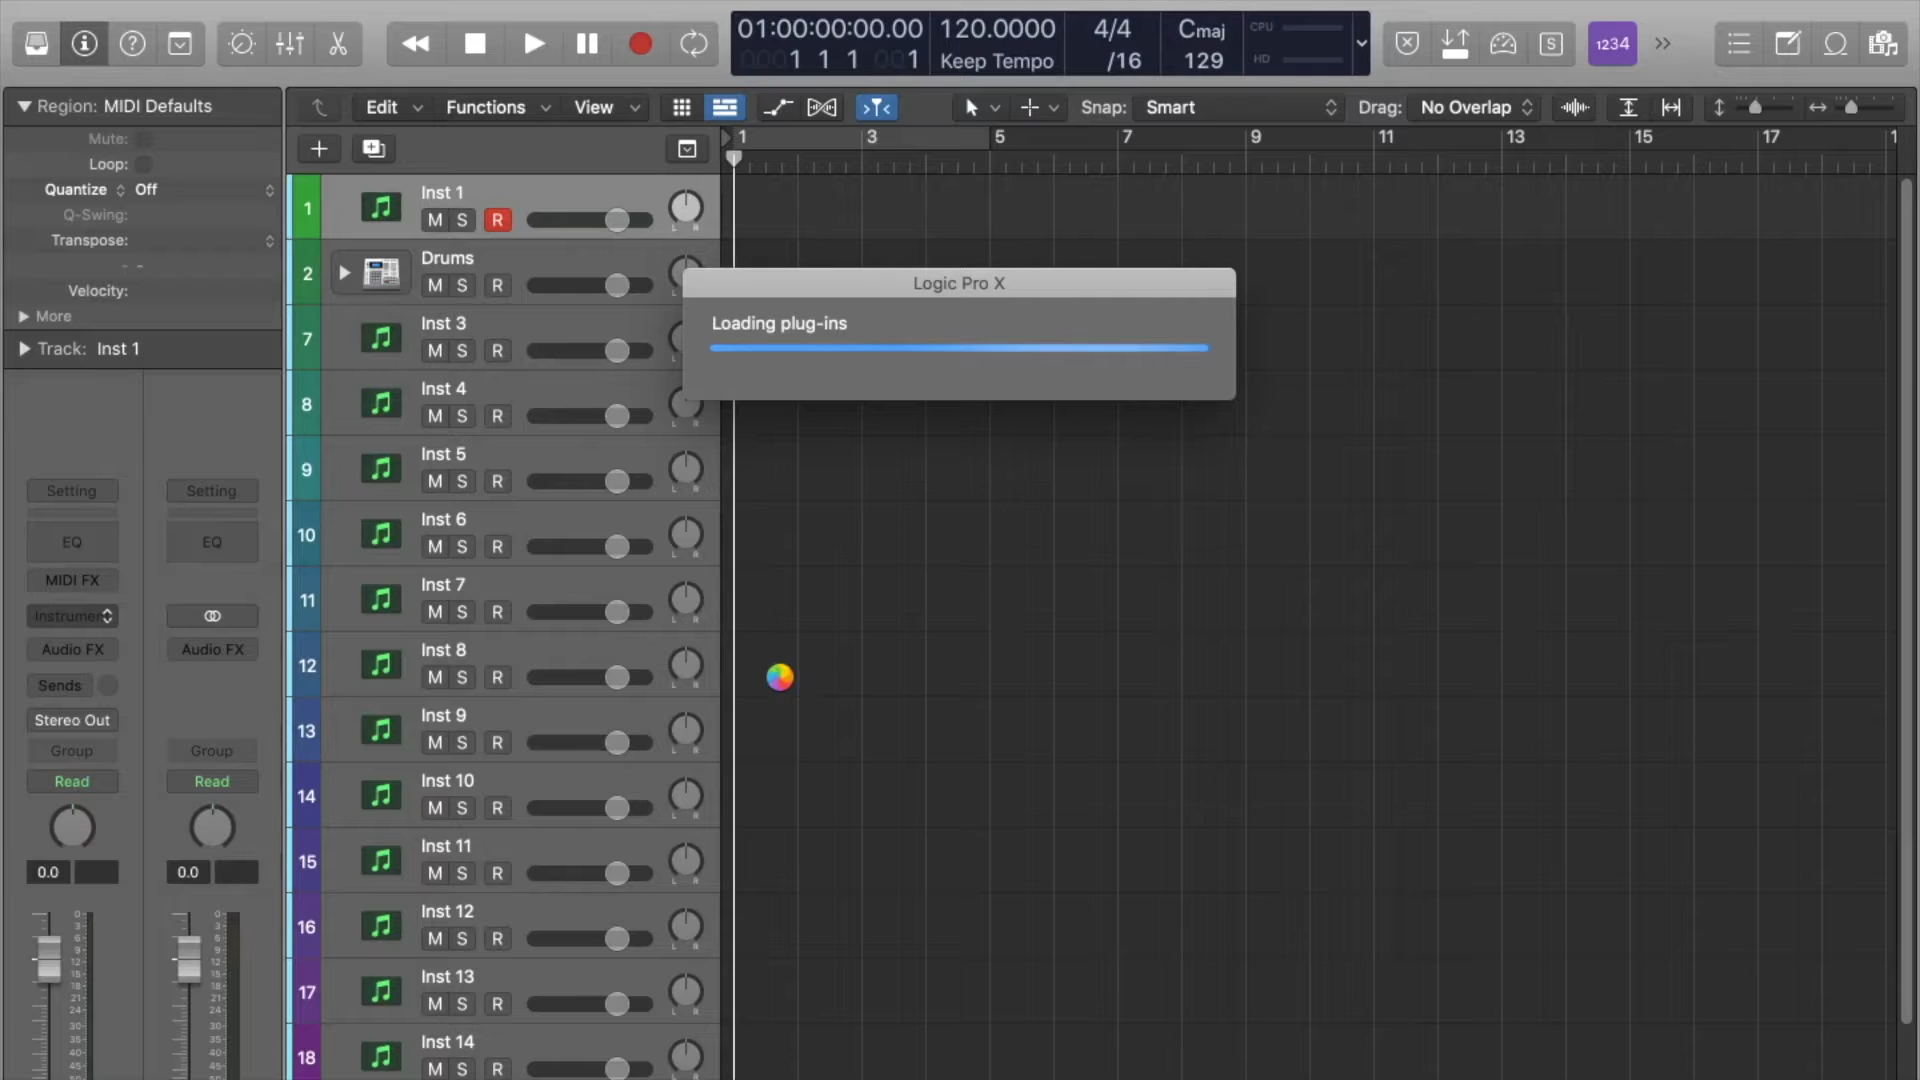 01:00:00:00.00
120.0000
4/4
Cmaj
CPU
0001 1 1 001
Keep Tempo
/16
129
HD
S
1234
Region: MIDI Defaults
Edit
Functions
View
Snap: Smart
Drag: No Overlap
Mute:
Loop:
Quantize Off
Q-Swing:
Transpose:
- -
Velocity:
More
Track: Inst 1
Setting
Setting
EQ
EQ
MIDI FX
Instrumen
Audio FX
Audio FX
Sends
Stereo Out
Group
Group
Read
Read
0.0
0.0
1 3 5 7 9 11 13 15 17 1
1 Inst 1
M S R
2 Drums
M S R
7 Inst 3
M S R
8 Inst 4
M S R
9 Inst 5
M S R
10 Inst 6
M S R
11 Inst 7
M S R
12 Inst 8
M S R
13 Inst 9
M S R
14 Inst 10
M S R
15 Inst 11
M S R
16 Inst 12
M S R
17 Inst 13
M S R
18 Inst 14
M S R
Logic Pro X
Loading plug-ins